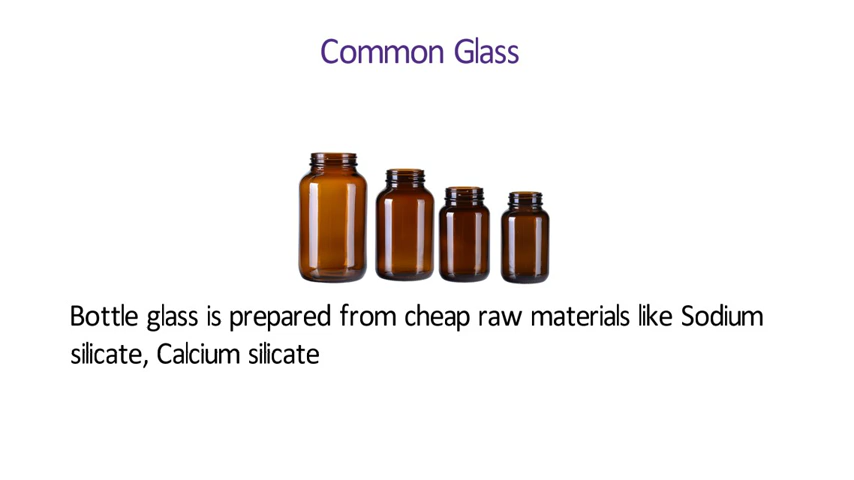 Common Glass
Bottle glass is prepared from cheap raw materials like Sodium
silicate, Calcium silicate